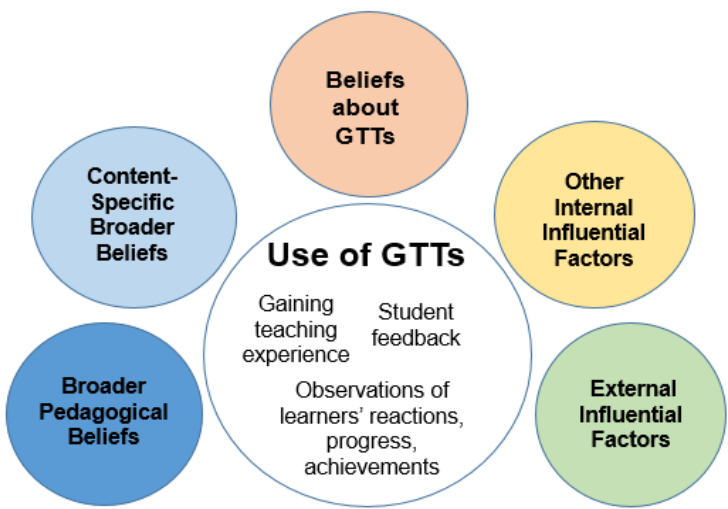 Beliefs
about
GTTs
Content-
Specific
Broader
Beliefs
Other
Internal
Influential
Factors
Use of GTTs
Gaining
teaching
experience
Student
feedback
Observations of
learners’ reactions,
progress,
achievements
Broader
Pedagogical
Beliefs
External
Influential
Factors